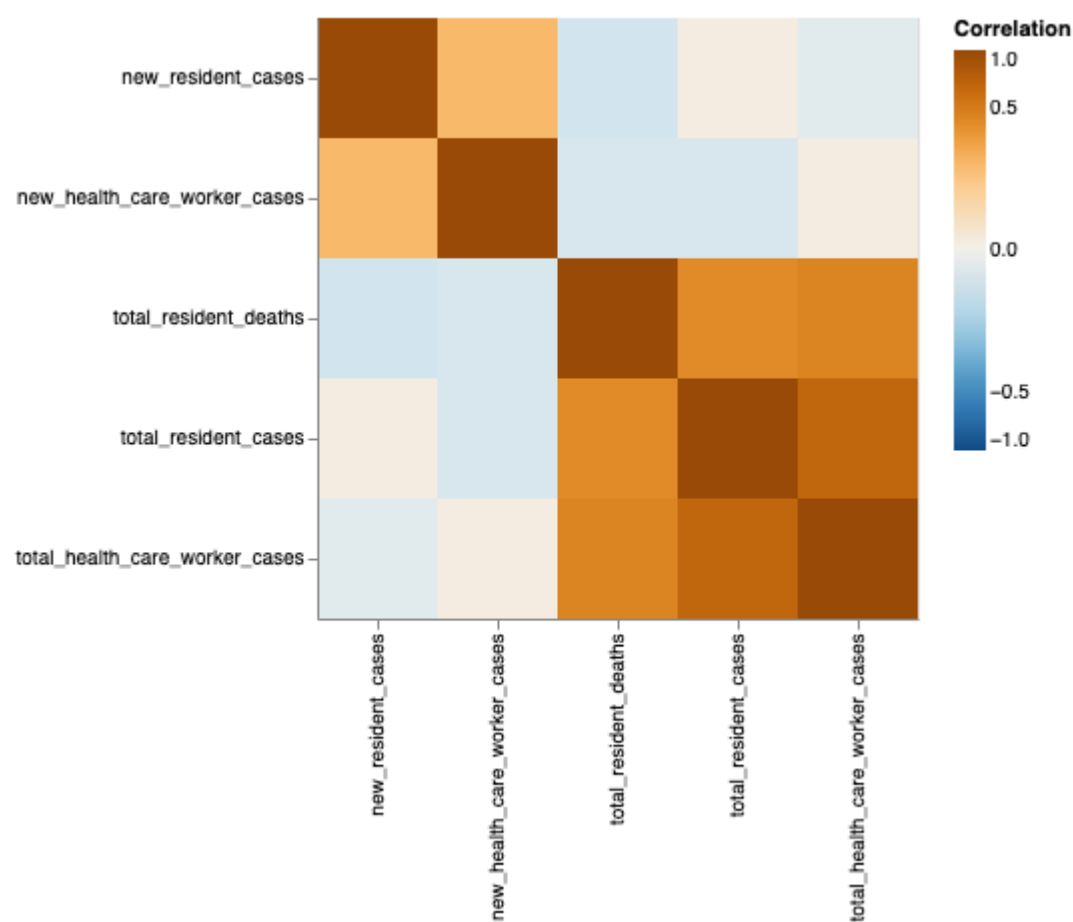 Correlation
1.0
0.5
0.0
−0.5
−1.0
new_resident_cases
new_health_care_worker_cases
total_resident_deaths
total_resident_cases
total_health_care_worker_cases
new_resident_cases
new_health_care_worker_cases
total_resident_deaths
total_resident_cases
total_health_care_worker_cases